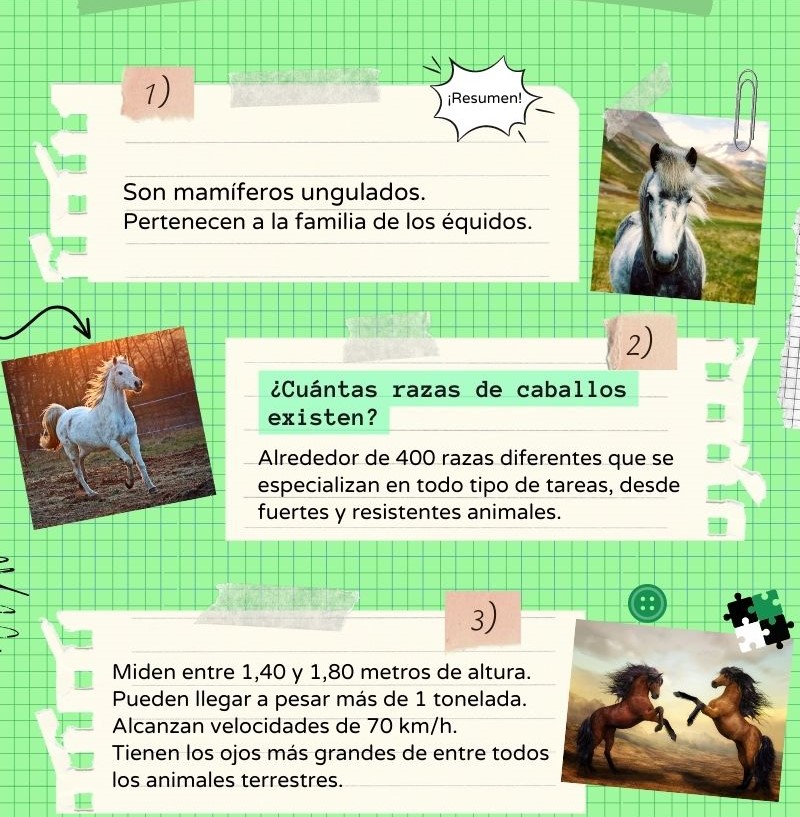 1)
¡Resumen!
Son mamíferos ungulados.
Pertenecen a la familia de los équidos.
2)
¿Cuántas razas de caballos
existen?
Alrededor de 400 razas diferentes que se
especializan en todo tipo de tareas, desde
fuertes y resistentes animales.
3)
Miden entre 1,40 y 1,80 metros de altura.
Pueden llegar a pesar más de 1 tonelada.
Alcanzan velocidades de 70 km/h.
Tienen los ojos más grandes de entre todos
los animales terrestres.